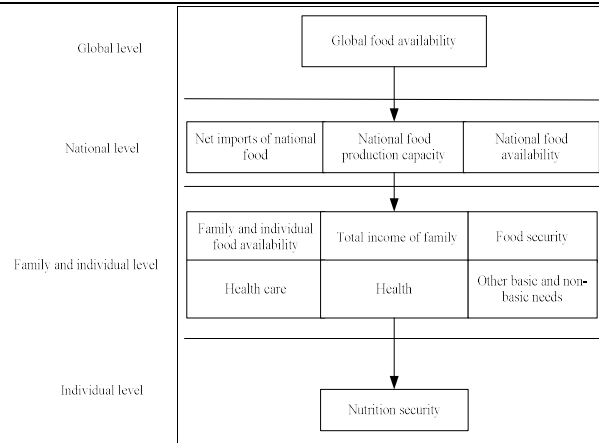 Global level
Global food availability
National level
Net imports of national
food
National food
production capacity
National food
availability
Family and individual level
Family and individual
food availability
Total income of family
Food security
Health care
Health
Other basic and non-
basic needs
Individual level
Nutrition security